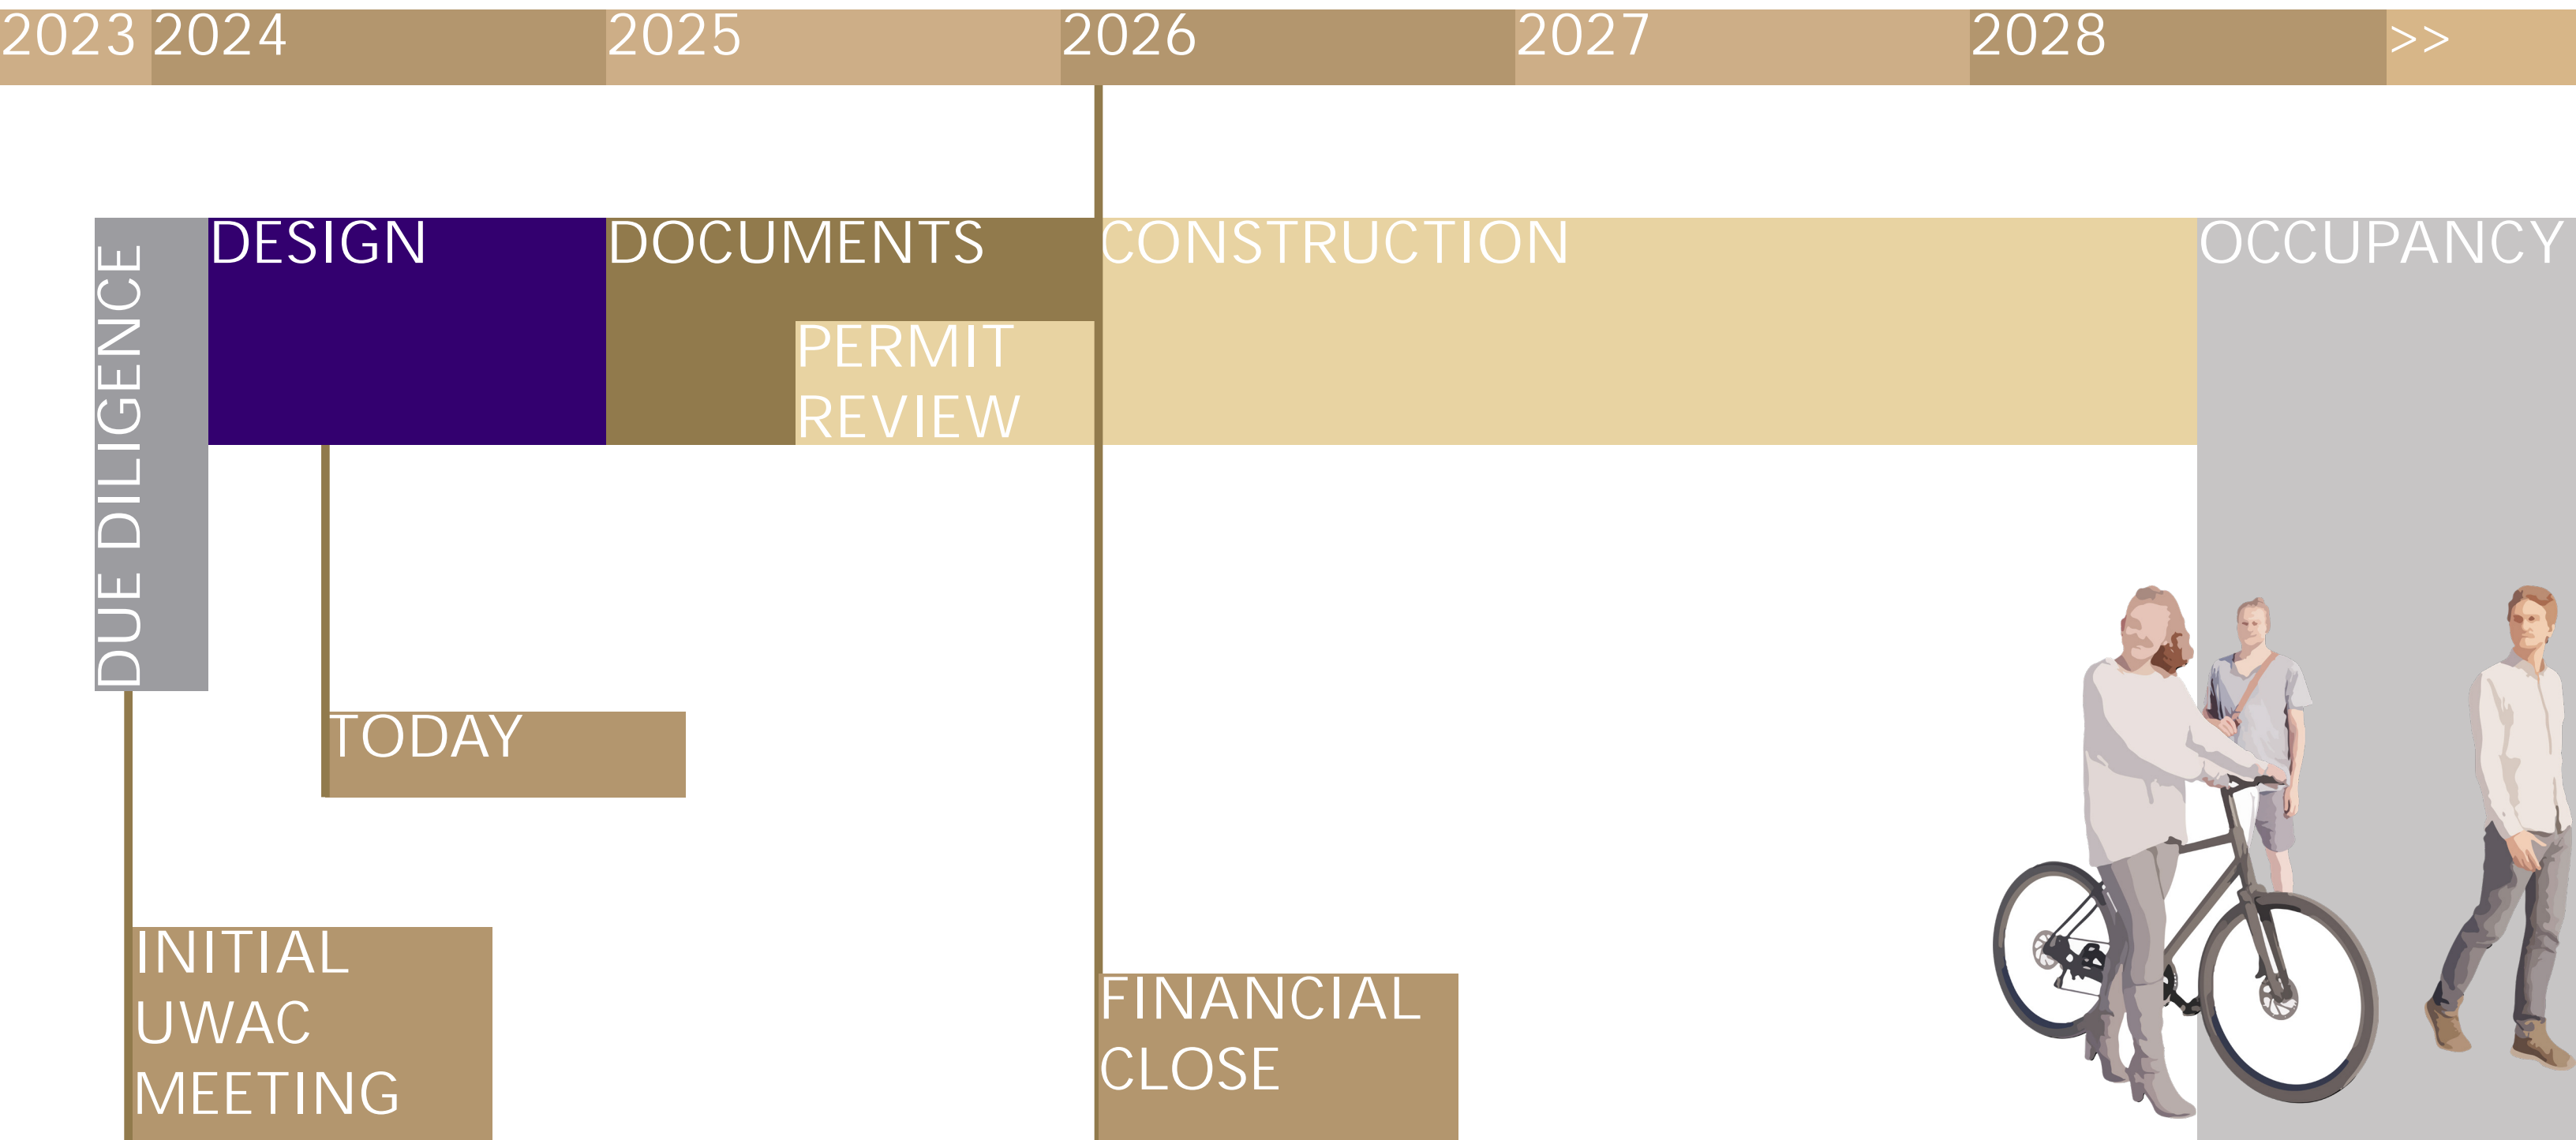 2023 2024 2025 2026 2027 2028 >>
DUE DILIGENCE
DESIGN
DOCUMENTS
PERMIT
REVIEW
CONSTRUCTION
OCCUPANCY
TODAY
INITIAL
UWAC
MEETING
FINANCIAL
CLOSE